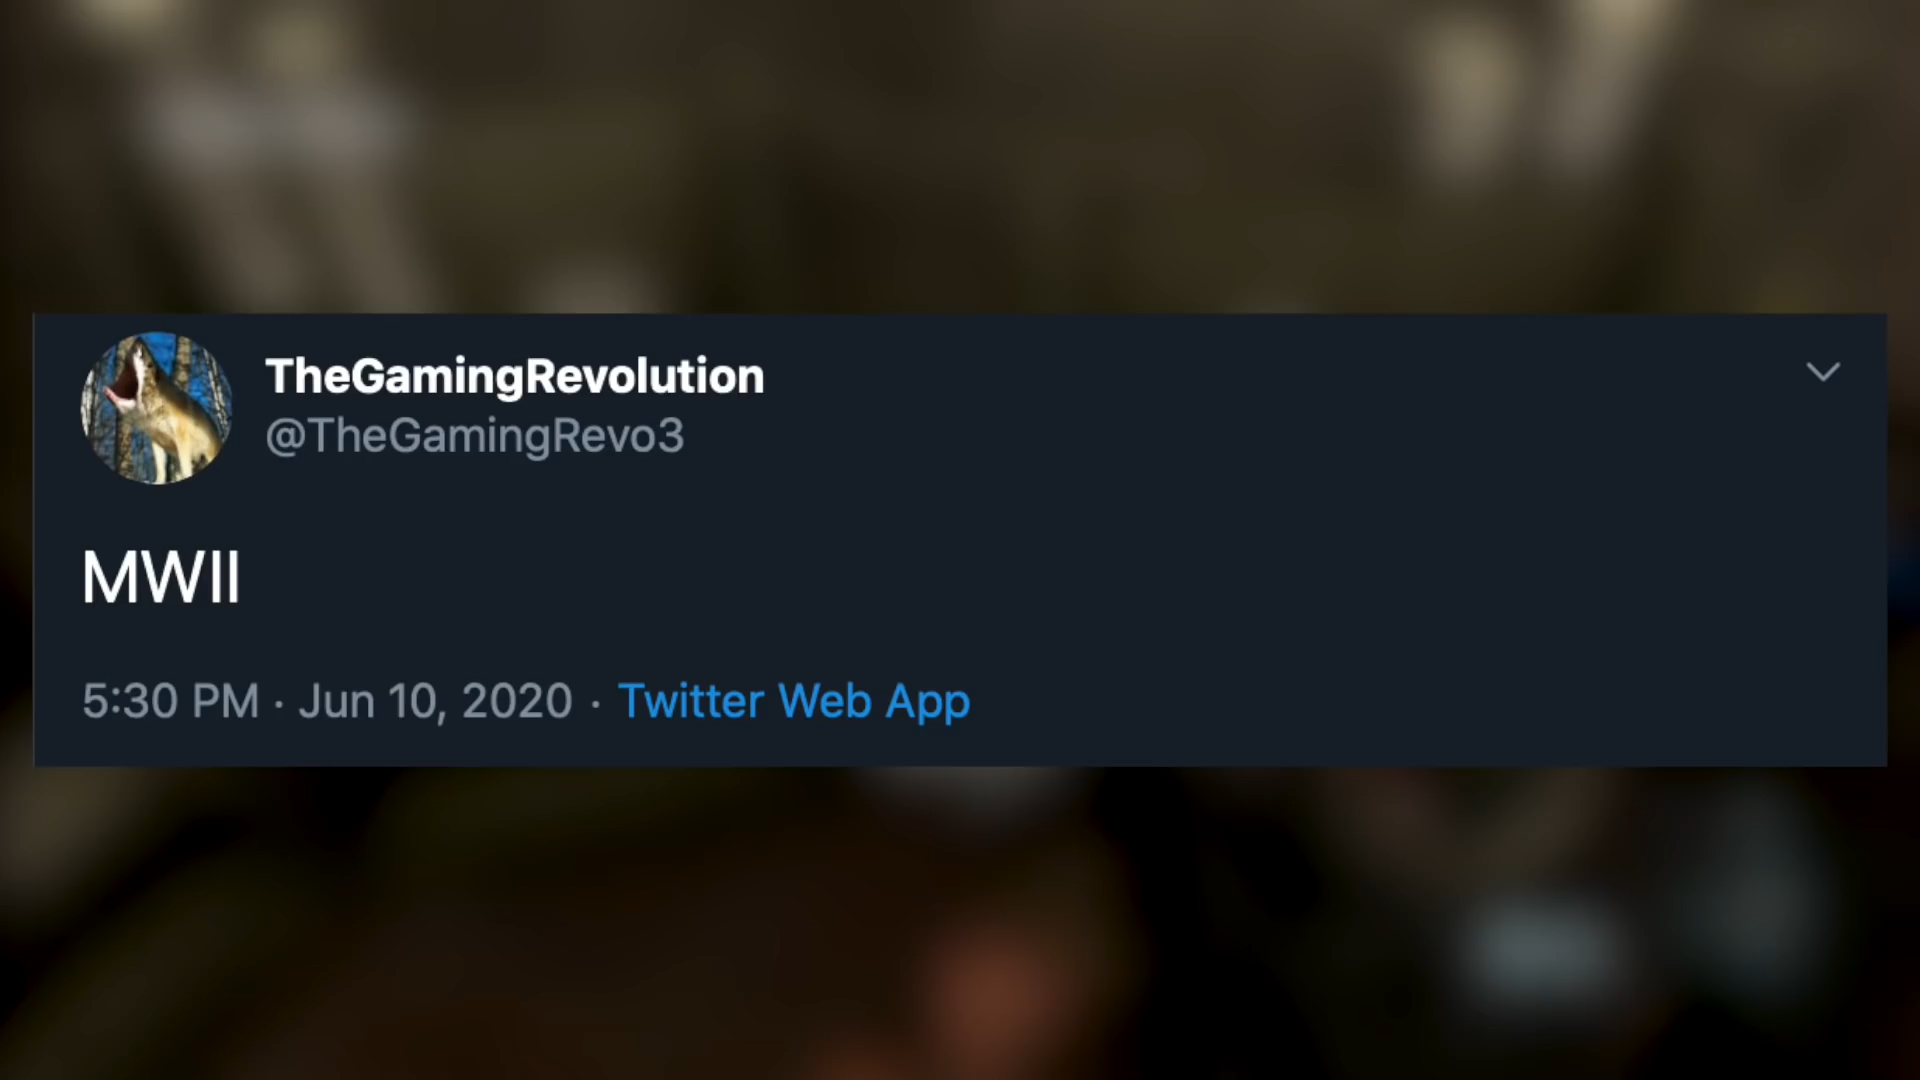 TheGamingRevolution
@TheGamingRevo3
MWII
5:30 PM · Jun 10, 2020 · Twitter Web App